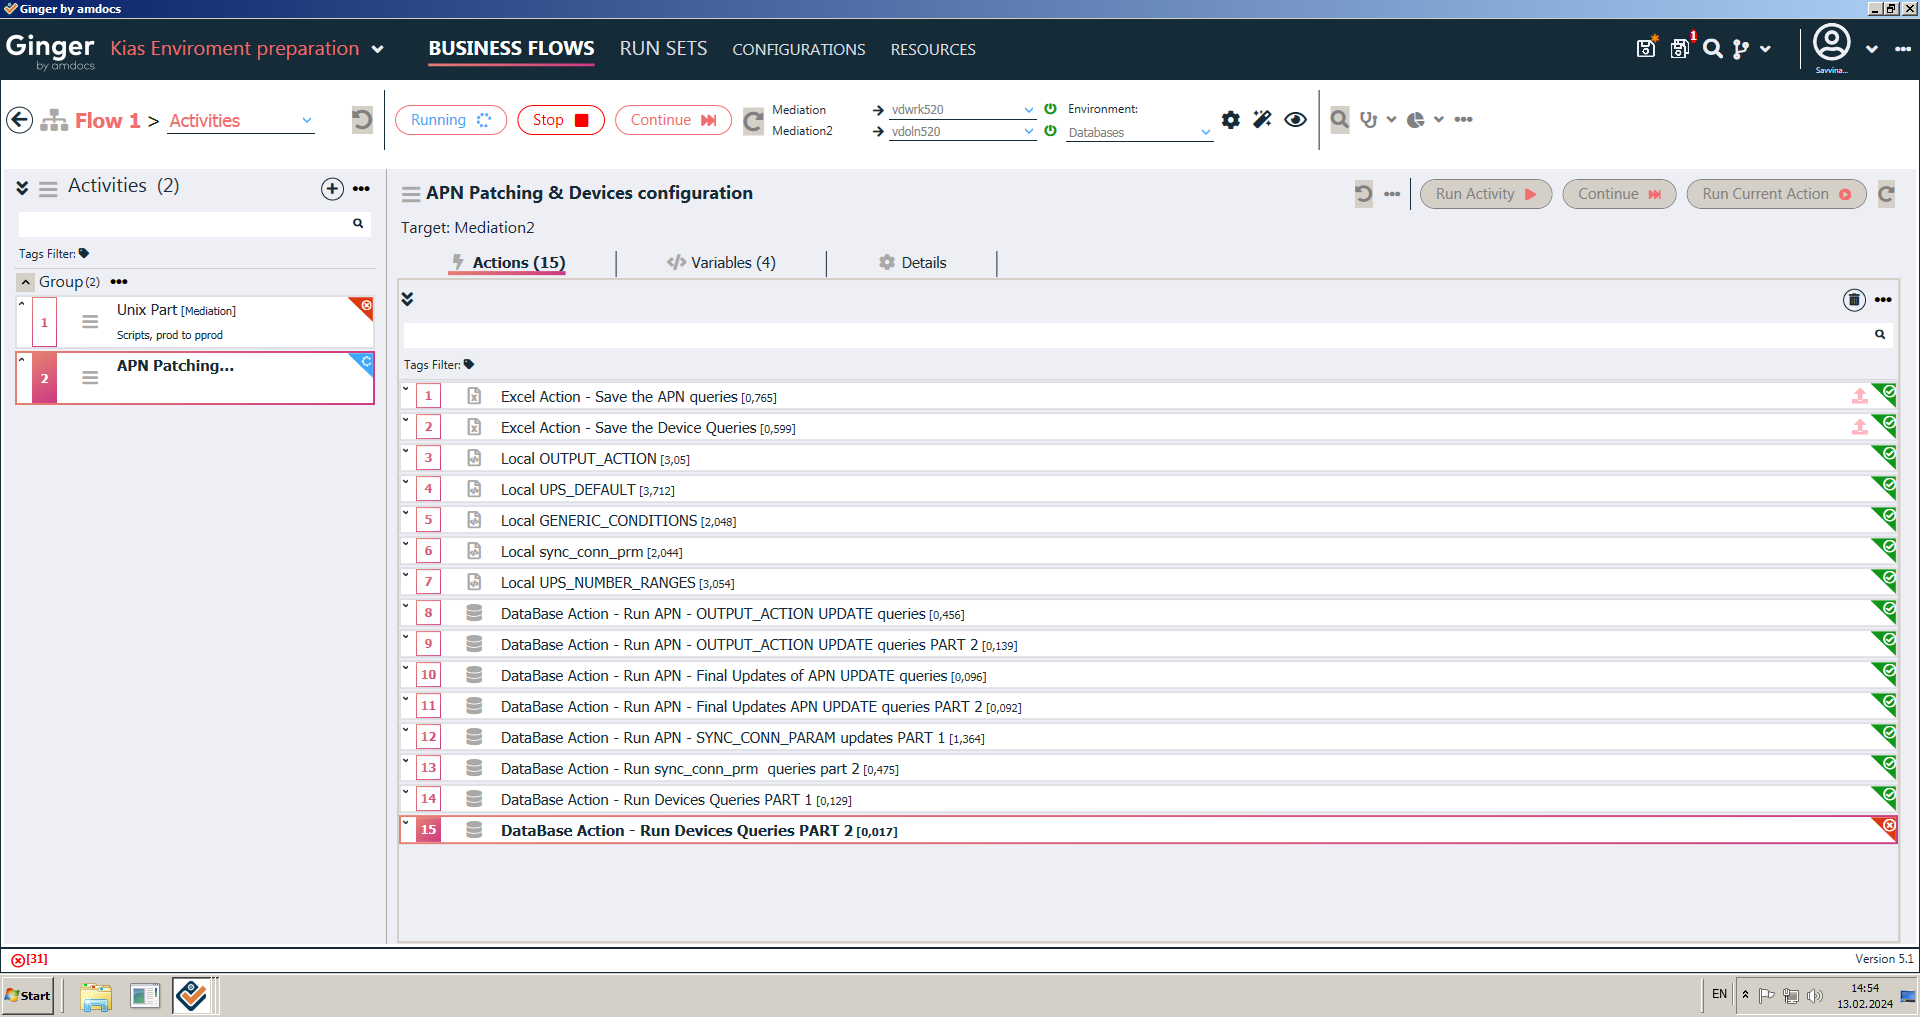 Ginger by amdocs
Ginger
by amdocs
Kias Enviroment preparation
BUSINESS FLOWS
RUN SETS
CONFIGURATIONS
RESOURCES
1
Savvina...
Flow 1 > Activities
Running
Stop
Continue
Mediation
vdwrk520
Mediation2
vdoln520
Environment:
Databases
Activities (2)
Tags Filter:
Group (2)
1
Unix Part [Mediation]
Scripts, prod to pprod
2
APN Patching...
APN Patching & Devices configuration
Run Activity
Continue
Run Current Action
Target: Mediation2
Actions (15)
Variables (4)
Details
Tags Filter:
1 Excel Action - Save the APN queries [0,765]
2 Excel Action - Save the Device Queries [0,599]
3 Local OUTPUT_ACTION [3,05]
4 Local UPS_DEFAULT [3,712]
5 Local GENERIC_CONDITIONS [2,048]
6 Local sync_conn_prm [2,044]
7 Local UPS_NUMBER_RANGES [3,054]
8 DataBase Action - Run APN - OUTPUT_ACTION UPDATE queries [0,456]
9 DataBase Action - Run APN - OUTPUT_ACTION UPDATE queries PART 2 [0,139]
10 DataBase Action - Run APN - Final Updates of APN UPDATE queries [0,096]
11 DataBase Action - Run APN - Final Updates APN UPDATE queries PART 2 [0,092]
12 DataBase Action - Run APN - SYNC_CONN_PARAM updates PART 1 [1,364]
13 DataBase Action - Run sync_conn_prm queries part 2 [0,475]
14 DataBase Action - Run Devices Queries PART 1 [0,129]
15 DataBase Action - Run Devices Queries PART 2 [0,017]
[31]
Version 5.1
Start
EN
14:54
13.02.2024